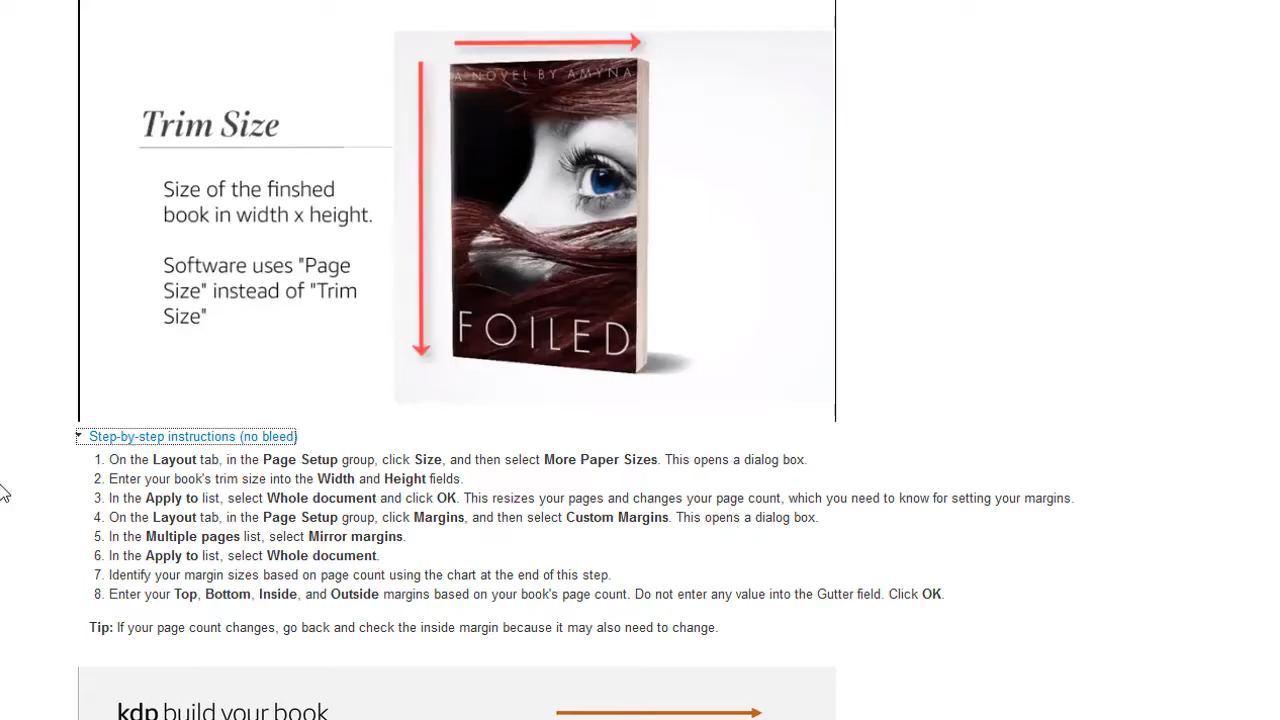 A NOVEL BY AMYNA
Trim Size
Size of the finshed
book in width x height.
Software uses "Page
Size" instead of "Trim
Size"
FOILED
Step-by-step instructions (no bleed)
1. On the Layout tab, in the Page Setup group, click Size, and then select More Paper Sizes. This opens a dialog box.
2. Enter your book's trim size into the Width and Height fields.
3. In the Apply to list, select Whole document and click OK. This resizes your pages and changes your page count, which you need to know for setting your margins.
4. On the Layout tab, in the Page Setup group, click Margins, and then select Custom Margins. This opens a dialog box.
5. In the Multiple pages list, select Mirror margins.
6. In the Apply to list, select Whole document.
7. Identify your margin sizes based on page count using the chart at the end of this step.
8. Enter your Top, Bottom, Inside, and Outside margins based on your book's page count. Do not enter any value into the Gutter field. Click OK.
Tip: If your page count changes, go back and check the inside margin because it may also need to change.
kdp build your book